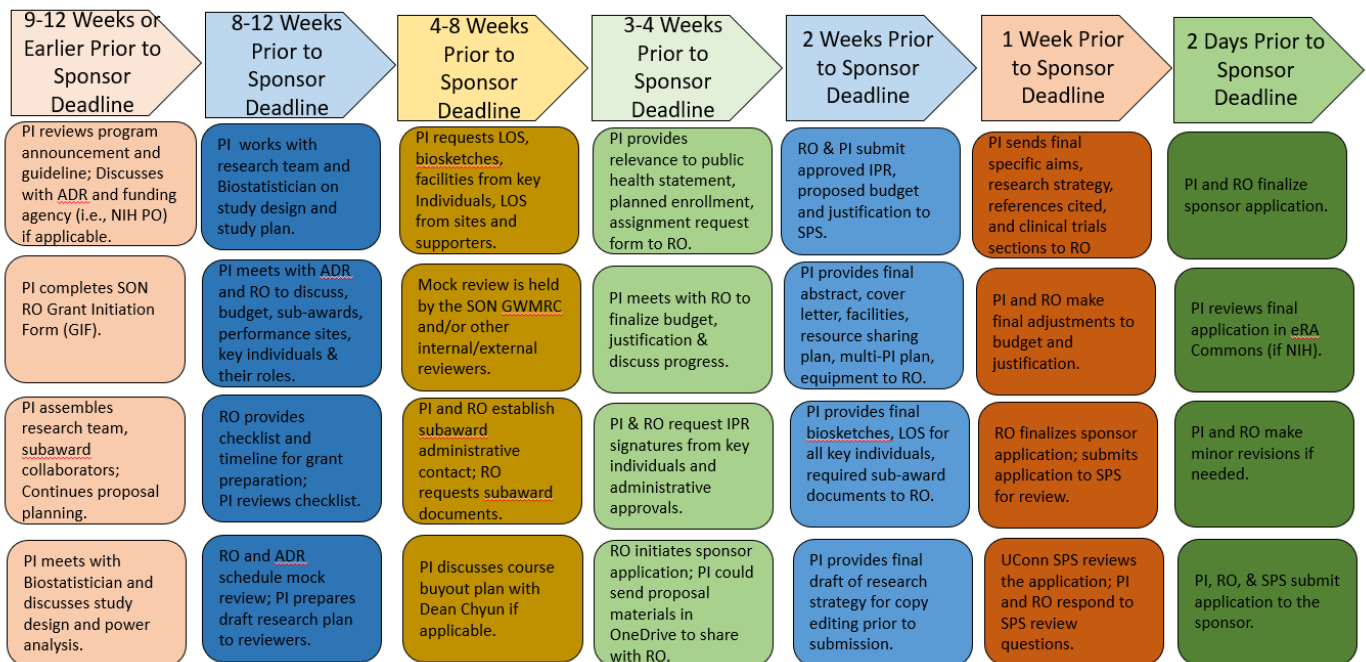 9-12 Weeks or
Earlier Prior to
Sponsor
Deadline
8-12 Weeks
Prior to
Sponsor
Deadline
4-8 Weeks
Prior to
Sponsor
Deadline
3-4 Weeks
Prior to
Sponsor
Deadline
2 Weeks Prior
to Sponsor
Deadline
1 Week Prior
to Sponsor
Deadline
2 Days Prior to
Sponsor
Deadline
PI reviews program
announcement and
guideline; Discusses
with ADR and funding
agency (i.e., NIH PO)
if applicable.
PI works with
research team and
Biostatistician on
study design and
study plan.
PI requests LOS,
biosketches,
facilities from key
Individuals, LOS
from sites and
supporters.
PI provides
relevance to public
health statement,
planned enrollment,
assignment request
form to RO.
RO & PI submit
approved IPR,
proposed budget
and justification to
SPS.
PI sends final
specific aims,
research strategy,
references cited,
and clinical trials
sections to RO
PI and RO finalize
sponsor application.
PI completes SON
RO Grant Initiation
Form (GIF).
PI meets with ADR
and RO to discuss,
budget, sub-awards,
performance sites,
key individuals &
their roles.
Mock review is held
by the SON GWMRC
and/or other
internal/external
reviewers.
PI meets with RO to
finalize budget,
justification &
discuss progress.
PI provides final
abstract, cover
letter, facilities,
resource sharing
plan, multi-PI plan,
equipment to RO.
PI and RO make
final adjustments to
budget and
justification.
PI reviews final
application in eRA
Commons (if NIH).
PI assembles
research team,
subaward
collaborators;
Continues proposal
planning.
RO provides
checklist and
timeline for grant
preparation;
PI reviews checklist.
PI and RO establish
subaward
administrative
contact; RO
requests subaward
documents.
PI & RO request IPR
signatures from key
individuals and
administrative
approvals.
PI provides final
biosketches, LOS for
all key individuals,
required sub-award
documents to RO.
RO finalizes sponsor
application; submits
application to SPS
for review.
PI and RO make
minor revisions if
needed.
PI meets with
Biostatistician and
discusses study
design and power
analysis.
RO and ADR
schedule mock
review; PI prepares
draft research plan
to reviewers.
PI discusses course
buyout plan with
Dean Chyun if
applicable.
RO initiates sponsor
application; PI could
send proposal
materials in
OneDrive to share
with RO.
PI provides final
draft of research
strategy for copy
editing prior to
submission.
UConn SPS reviews
the application; PI
and RO respond to
SPS review
questions.
PI, RO, & SPS submit
application to the
sponsor.